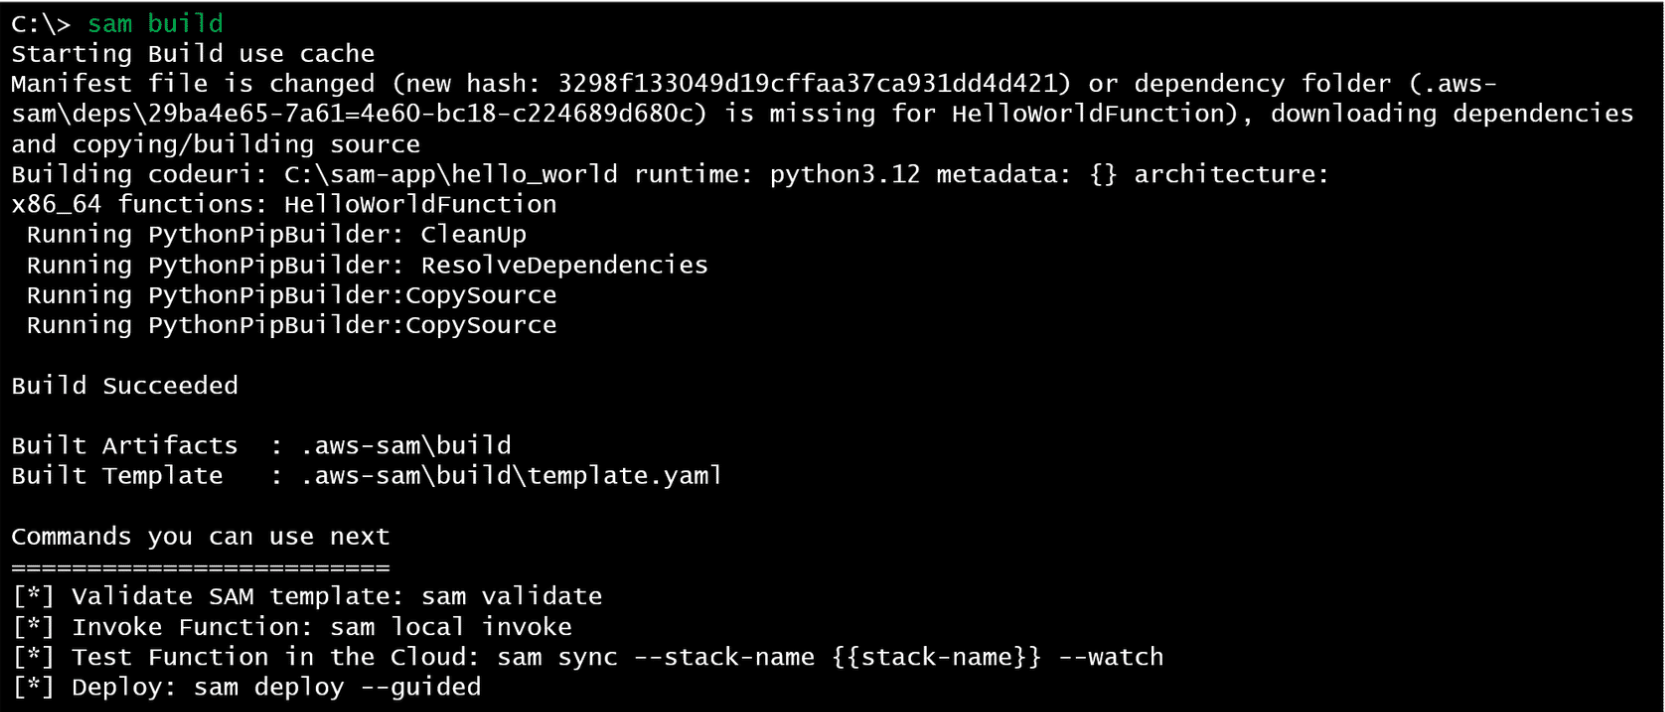 C:\> sam build
Starting Build use cache
Manifest file is changed (new hash: 3298f133049d19cffaa37ca931dd4d421) or dependency folder (.aws-
sam\deps\29ba4e65-7a61=4e60-bc18-c224689d680c) is missing for HelloWorldFunction), downloading dependencies
and copying/building source
Building codeuri: C:\sam-app\hello_world runtime: python3.12 metadata: {} architecture:
x86_64 functions: HelloWorldFunction
 Running PythonPipBuilder: CleanUp
 Running PythonPipBuilder: ResolveDependencies
 Running PythonPipBuilder:CopySource
 Running PythonPipBuilder:CopySource

Build Succeeded

Built Artifacts  : .aws-sam\build
Built Template   : .aws-sam\build\template.yaml

Commands you can use next
=========================
[*] Validate SAM template: sam validate
[*] Invoke Function: sam local invoke
[*] Test Function in the Cloud: sam sync --stack-name {{stack-name}} --watch
[*] Deploy: sam deploy --guided